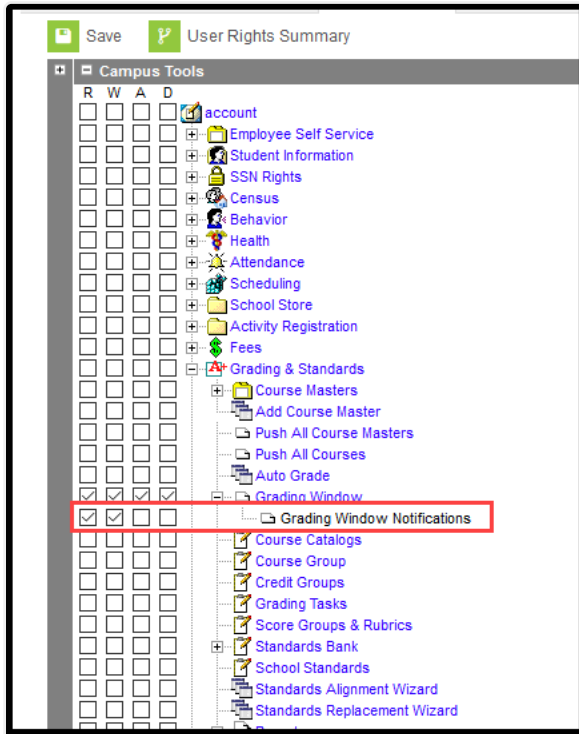 Save User Rights Summary
Campus Tools
R W A D
account
Employee Self Service
Student Information
SSN Rights
Census
Behavior
Health
Attendance
Scheduling
School Store
Activity Registration
Fees
Grading & Standards
Course Masters
Add Course Master
Push All Course Masters
Push All Courses
Auto Grade
Grading Window
Grading Window Notifications
Course Catalogs
Course Group
Credit Groups
Grading Tasks
Score Groups & Rubrics
Standards Bank
School Standards
Standards Alignment Wizard
Standards Replacement Wizard